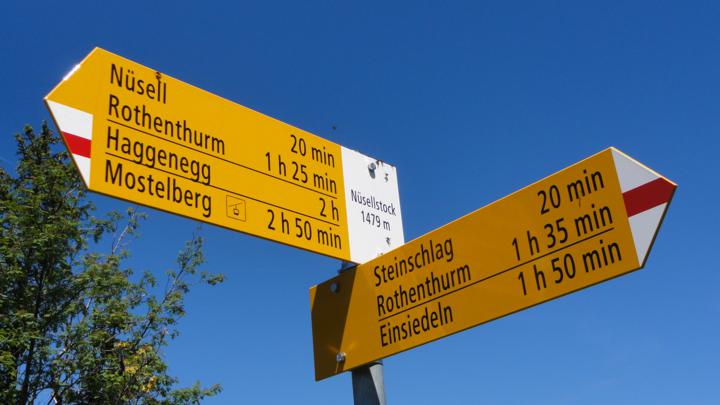 Nüsell 20 min
Rothenthurm 1 h 25 min
Haggenegg 2 h
Mostelberg 2 h 50 min
Nüsellstock
1479 m
Steinschlag 20 min
Rothenthurm 1 h 35 min
Einsiedeln 1 h 50 min